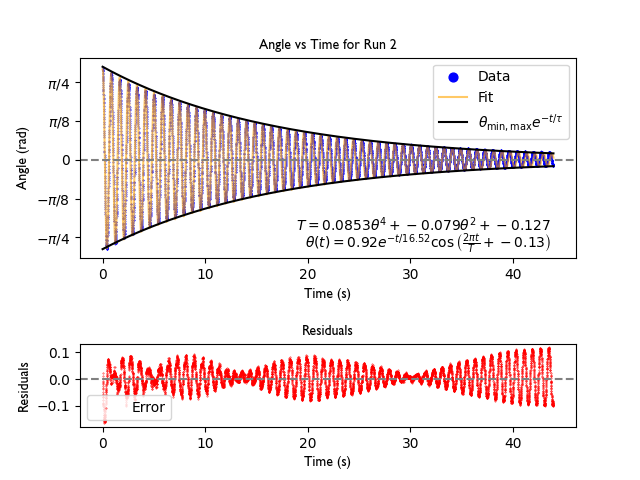 Angle vs Time for Run 2
Angle (rad)
π/4
π/8
0
−π/8
−π/4
Data
Fit
θmin, max e^{−t/τ}
T = 0.0853θ⁴ + −0.079θ² + −0.127
θ(t) = 0.92e^{−t/16.52} cos (2πt/T + −0.13)
0 10 20 30 40
Time (s)
Residuals
Residuals
0.1
0.0
−0.1
Error
0 10 20 30 40
Time (s)